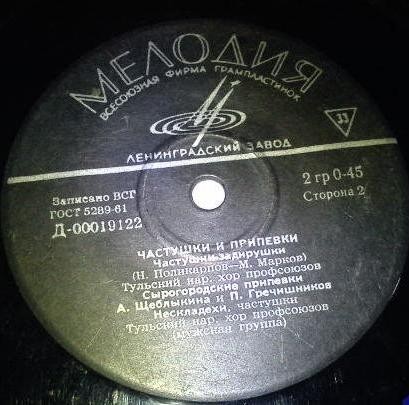 МЕЛОДИЯ
ВСЕСОЮЗНАЯ ФИРМА ГРАМПЛАСТИНОК
33
ЛЕНИНГРАДСКИЙ ЗАВОД
Записано ВСГ
ГОСТ 5289-61
Д-00019122
2 гр 0-45
Сторона 2
ЧАСТУШКИ И ПРИПЕВКИ
Частушки-задирушки
(Н. Поликарпов—М. Марков)
Тульский нар. хор профсоюзов
Сырогородские припевки
А. Щеблыкина и П. Гречишников
Нескладехи, частушки
Тульский нар. хор профсоюзов
(мужская группа)